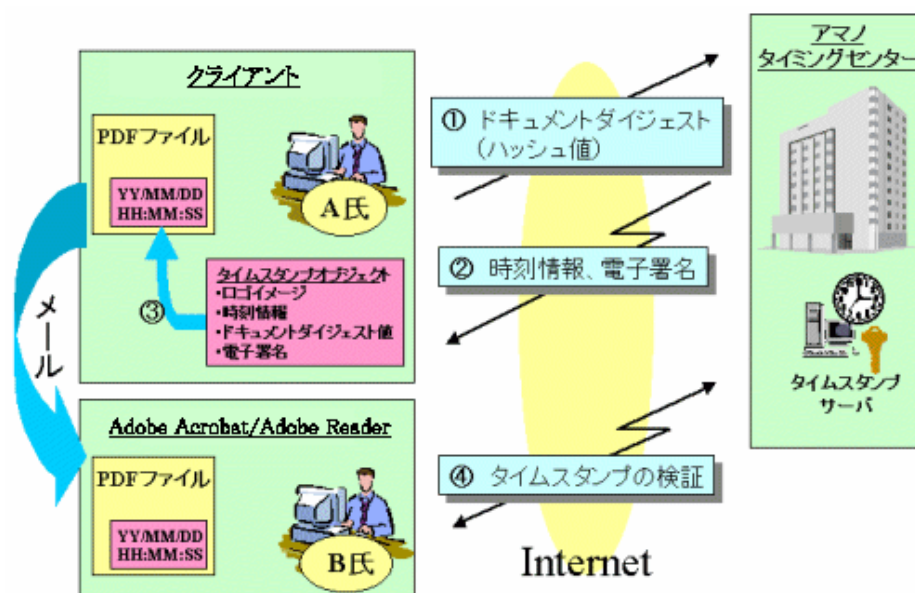 クライアント
PDFファイル
YY/MM/DD
HH:MM:SS
A氏
タイムスタンプオブジェクト
・ロゴイメージ
・時刻情報
・ドキュメントダイジェスト値
・電子署名
③
メール
Adobe Acrobat/Adobe Reader
PDFファイル
YY/MM/DD
HH:MM:SS
B氏
① ドキュメントダイジェスト
(ハッシュ値)
② 時刻情報、電子署名
④ タイムスタンプの検証
Internet
アマノ
タイミングセンター
タイムスタンプ
サーバ